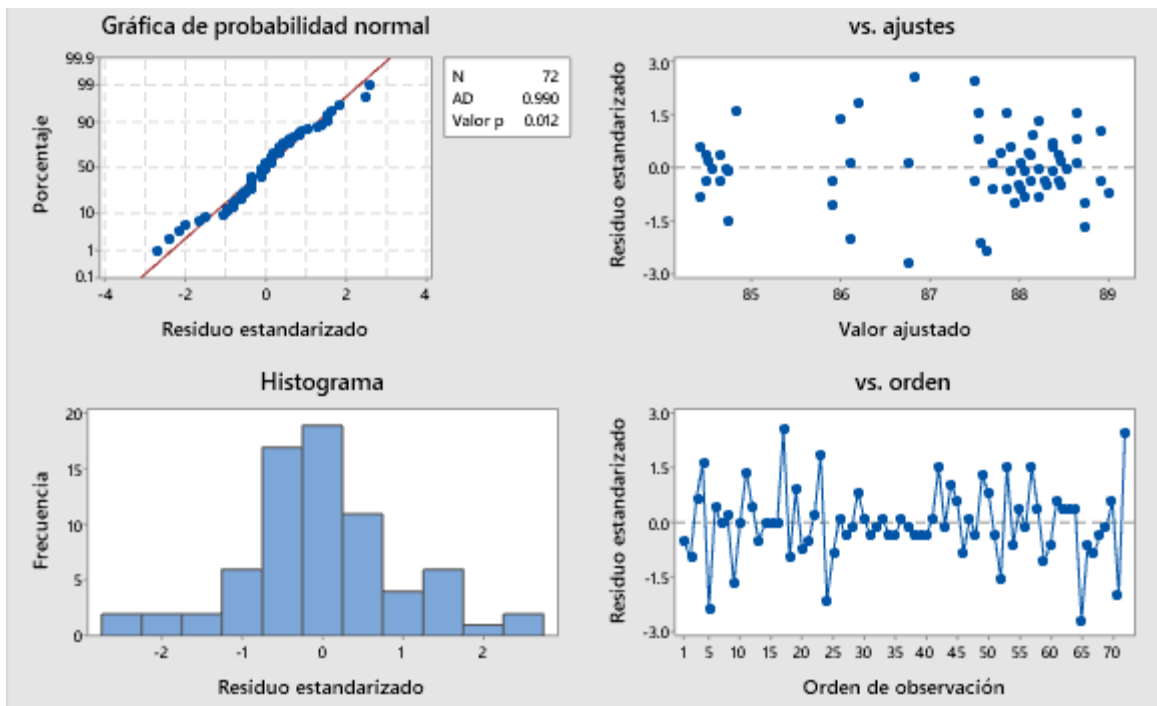 Gráfica de probabilidad normal
99.9
99
90
50
10
1
0.1
Porcentaje
-4 -2 0 2 4
Residuo estandarizado
N 72
AD 0.990
Valor p 0.012
vs. ajustes
3.0
1.5
0.0
-1.5
-3.0
Residuo estandarizado
85 86 87 88 89
Valor ajustado
Histograma
20
15
10
5
0
Frecuencia
-2 -1 0 1 2
Residuo estandarizado
vs. orden
3.0
1.5
0.0
-1.5
-3.0
Residuo estandarizado
1 5 10 15 20 25 30 35 40 45 50 55 60 65 70
Orden de observación